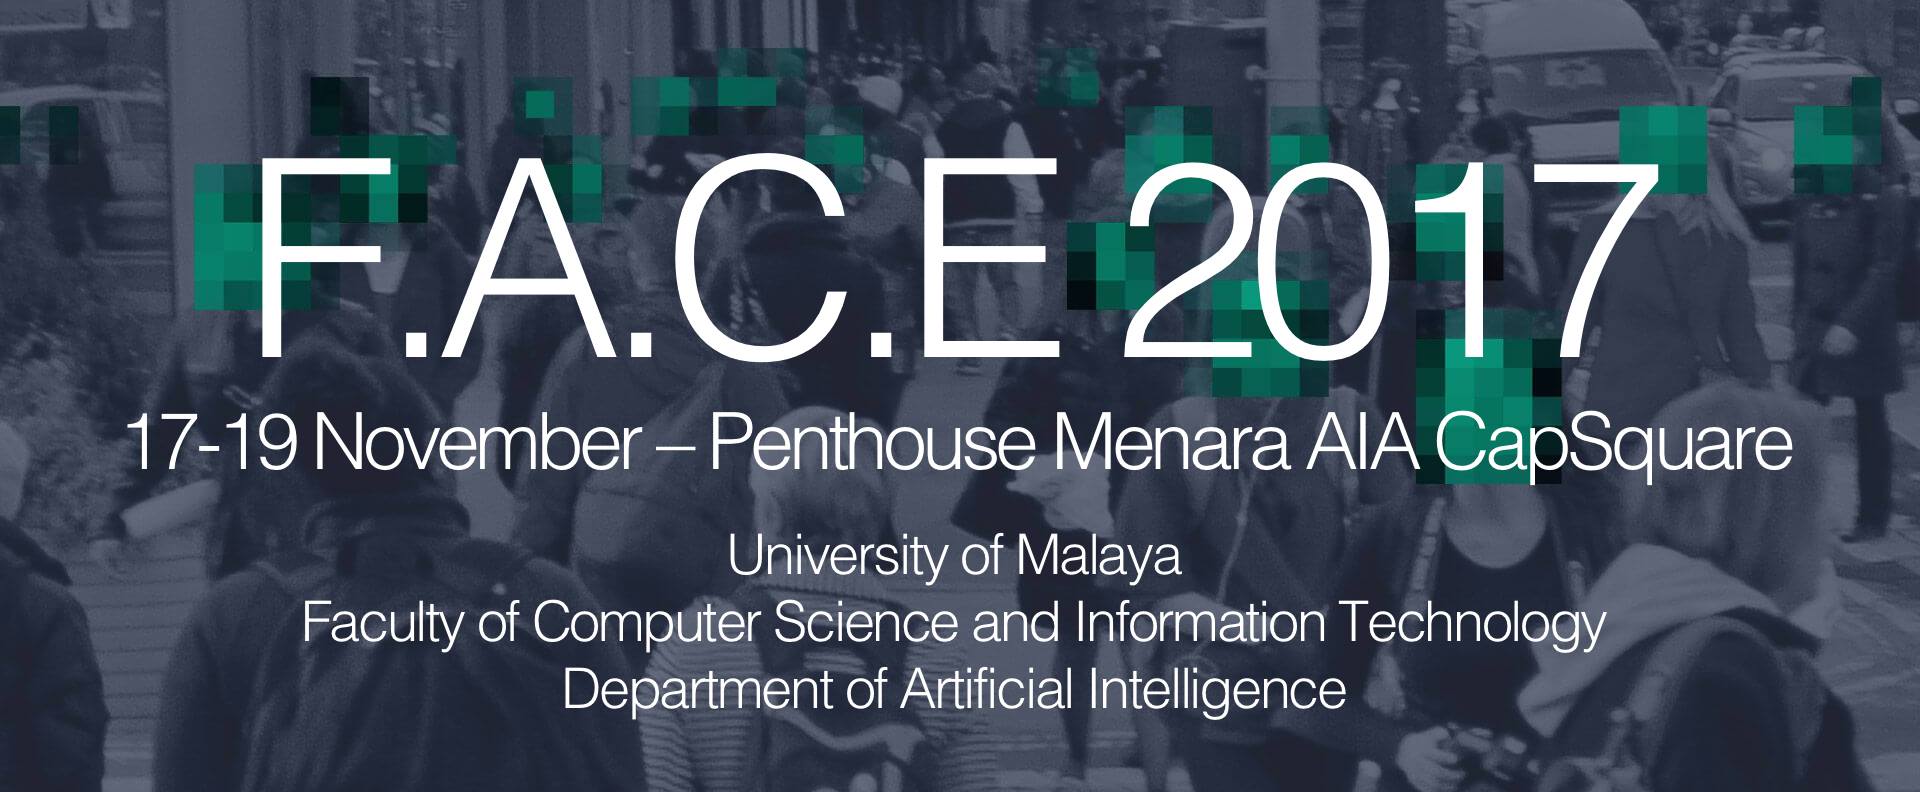 F.A.C.E 2017
17-19 November – Penthouse Menara AIA CapSquare
University of Malaya
Faculty of Computer Science and Information Technology
Department of Artificial Intelligence